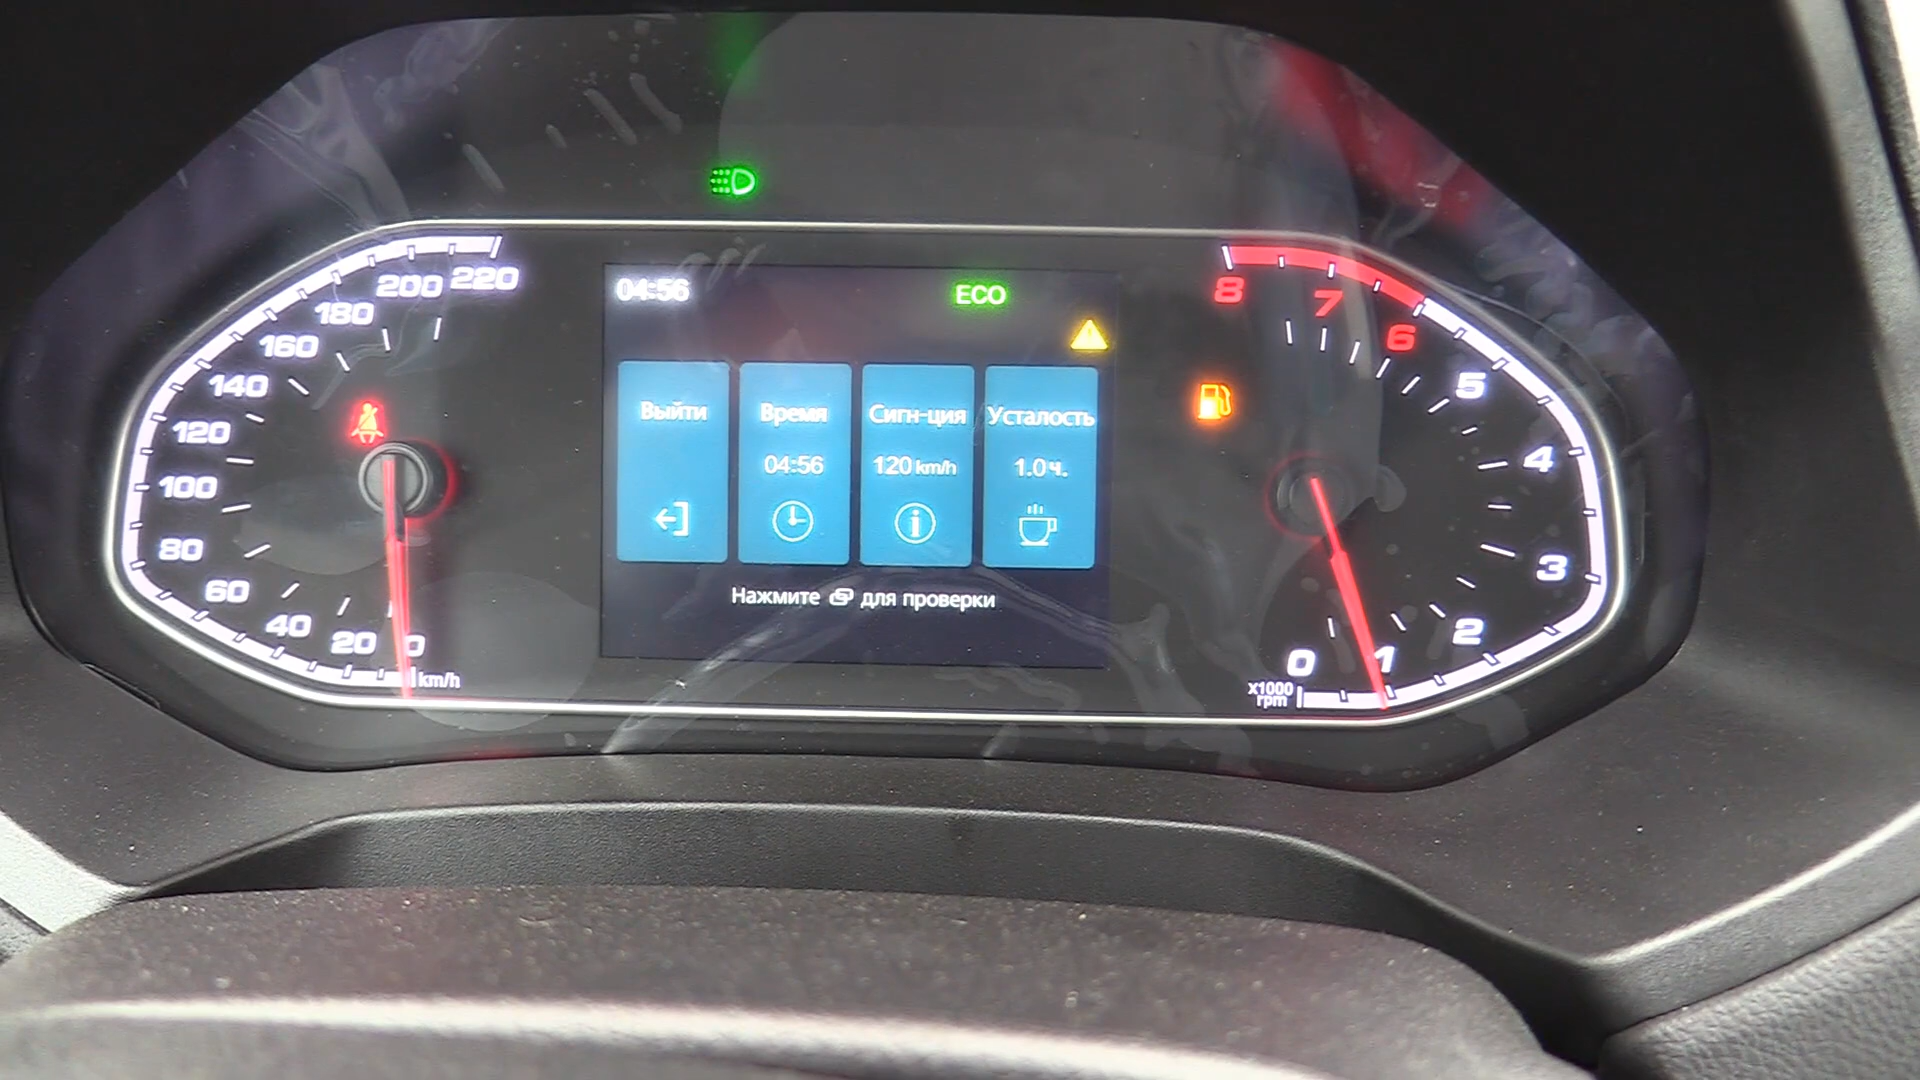 220
200
180
160
140
120
100
80
60
40
20
0
km/h
04:56
ECO
Выйти
Время
04:56
Сигн-ция
120 km/h
Усталость
1.0 ч.
Нажмите для проверки
8
7
6
5
4
3
2
1
0
x1000
rpm